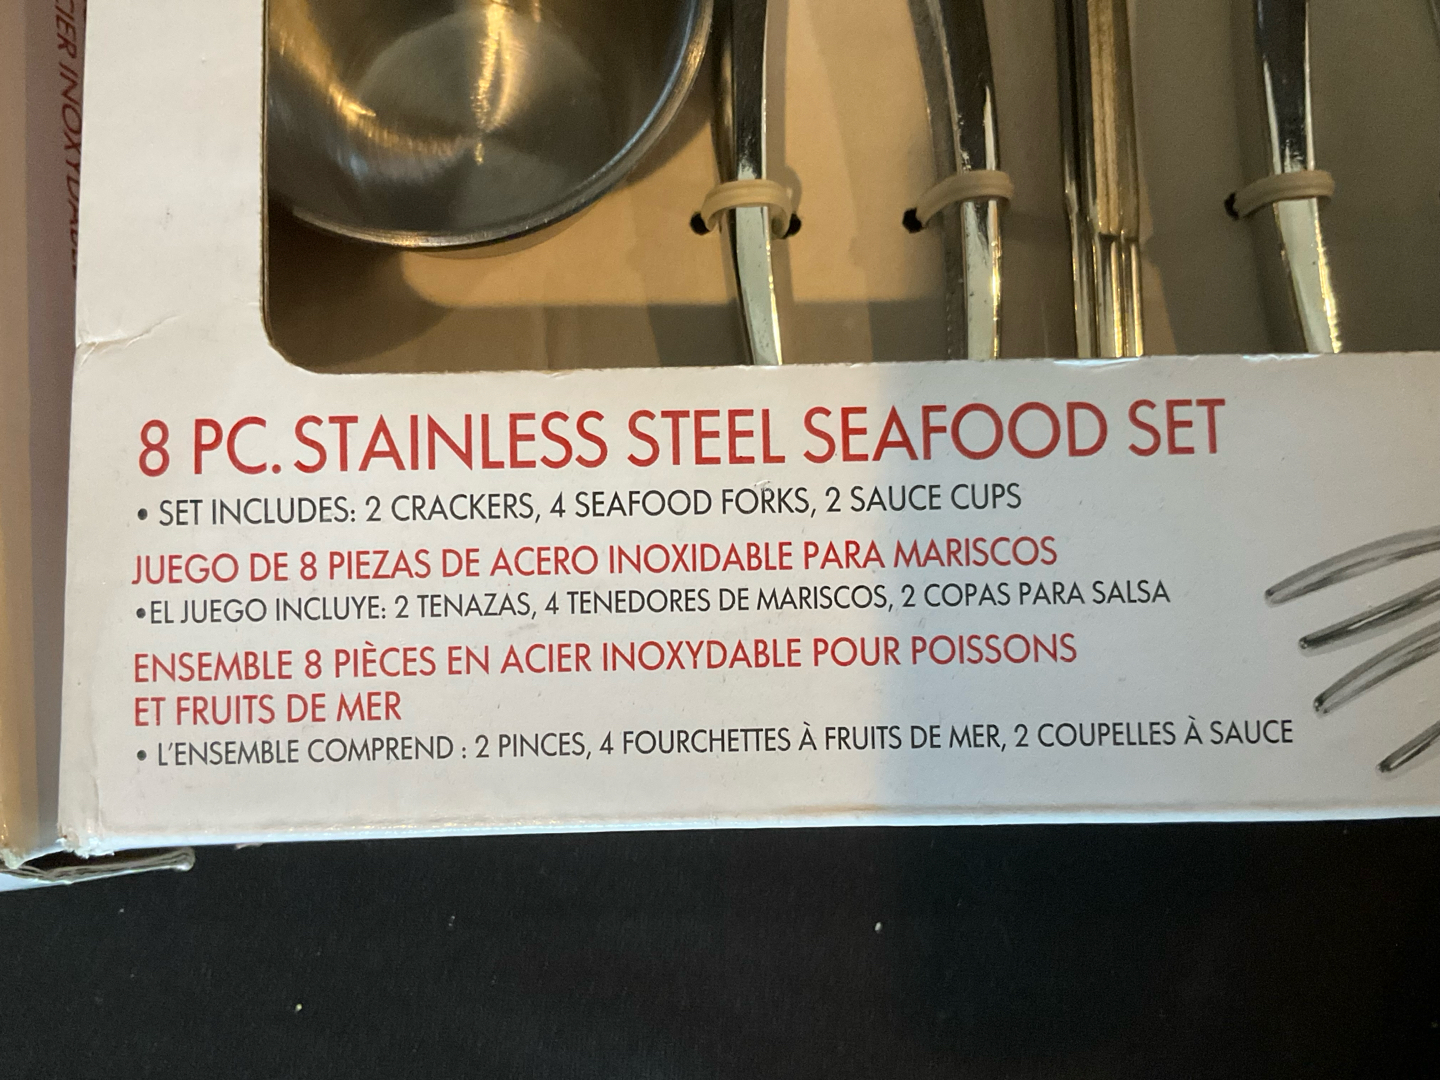 CIER INOXYDABLE
8 PC. STAINLESS STEEL SEAFOOD SET
• SET INCLUDES: 2 CRACKERS, 4 SEAFOOD FORKS, 2 SAUCE CUPS
JUEGO DE 8 PIEZAS DE ACERO INOXIDABLE PARA MARISCOS
•EL JUEGO INCLUYE: 2 TENAZAS, 4 TENEDORES DE MARISCOS, 2 COPAS PARA SALSA
ENSEMBLE 8 PIÈCES EN ACIER INOXYDABLE POUR POISSONS
ET FRUITS DE MER
• L'ENSEMBLE COMPREND : 2 PINCES, 4 FOURCHETTES À FRUITS DE MER, 2 COUPELLES À SAUCE